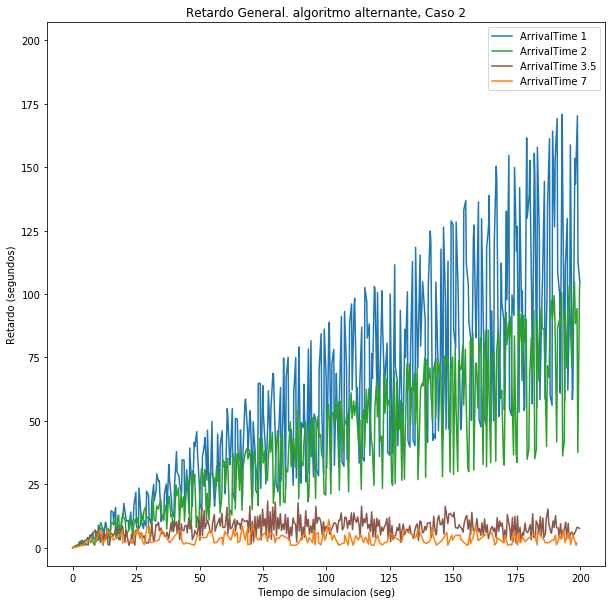 Retardo General. algoritmo alternante, Caso 2
ArrivalTime 1
ArrivalTime 2
ArrivalTime 3.5
ArrivalTime 7
200
175
150
125
100
75
50
25
0
Retardo (segundos)
0 25 50 75 100 125 150 175 200
Tiempo de simulacion (seg)